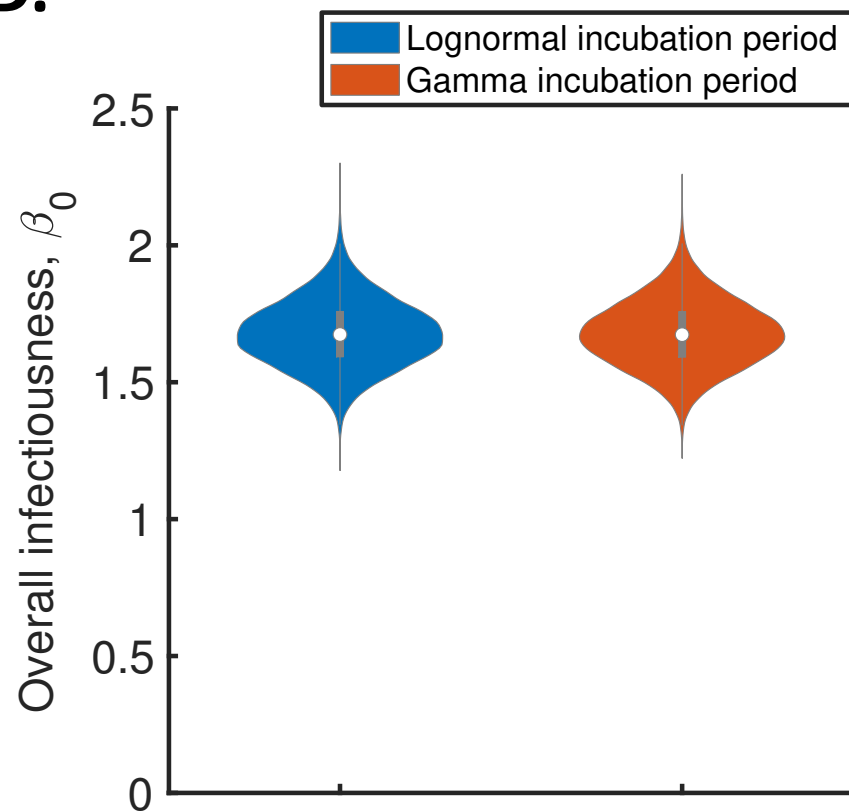 Lognormal incubation period
Gamma incubation period
2.5
2
1.5
1
0.5
0
Overall infectiousness, β₀